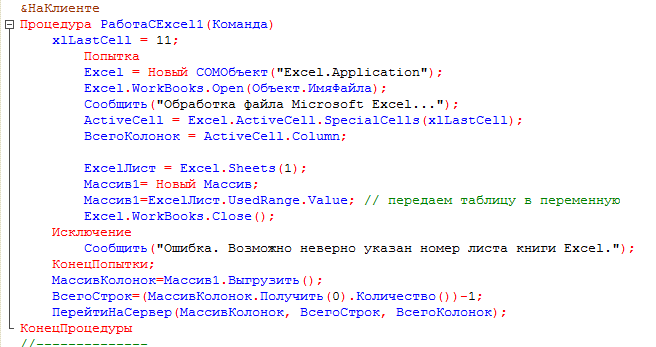 &НаКлиенте
Процедура РаботаСExcel1(Команда)
xlLastCell = 11;
Попытка
Excel = Новый COMОбъект("Excel.Application");
Excel.WorkBooks.Open(Объект.ИмяФайла);
Сообщить("Обработка файла Microsoft Excel...");
ActiveCell = Excel.ActiveCell.SpecialCells(xlLastCell);
ВсегоКолонок = ActiveCell.Column;
ЭкселЛист = Excel.Sheets(1);
Массив1= Новый Массив;
Массив1=ЭкселЛист.UsedRange.Value; // передаем таблицу в переменную
Excel.WorkBooks.Close();
Исключение
Сообщить("Ошибка. Возможно неверно указан номер листа книги Excel.");
КонецПопытки;
МассивКолонок=Массив1.Выгрузить();
ВсегоСтрок=(МассивКолонок.Получить(0).Количество())-1;
ПерейтиНаСервер(МассивКолонок, ВсегоСтрок, ВсегоКолонок);
КонецПроцедуры
//--------------